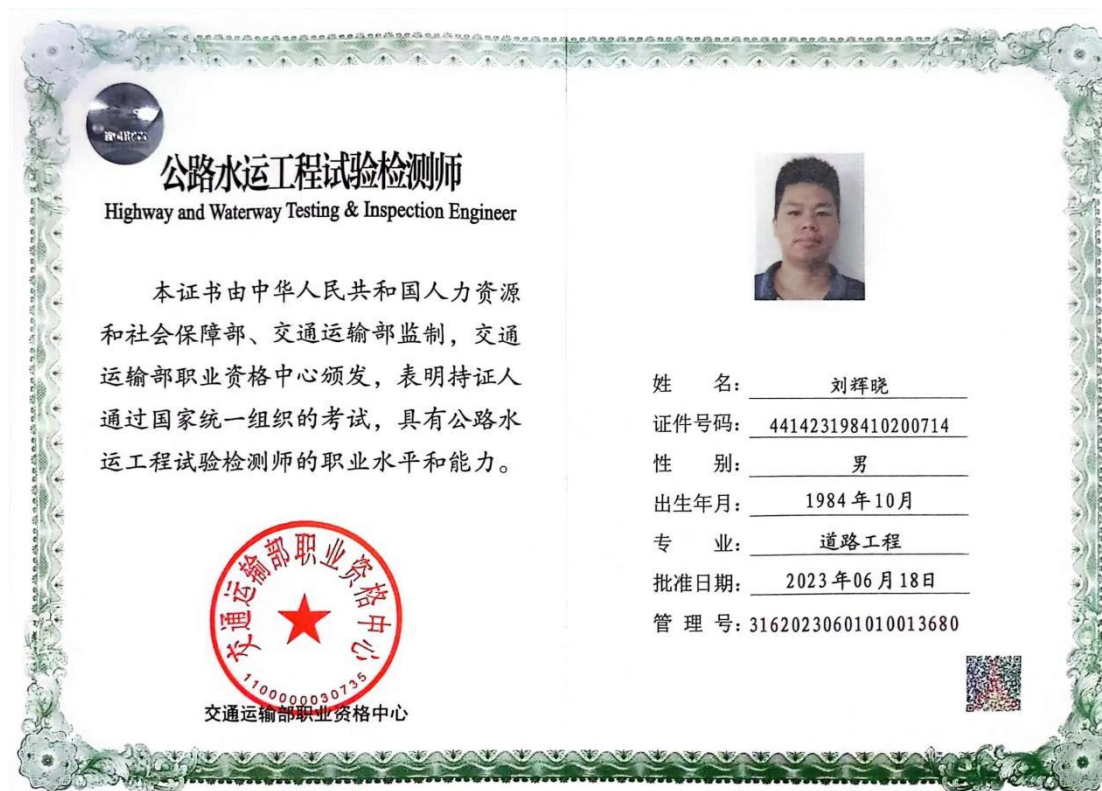 公路水运工程试验检测师
Highway and Waterway Testing & Inspection Engineer
本证书由中华人民共和国人力资源
和社会保障部、交通运输部监制，交通
运输部职业资格中心颁发，表明持证人
通过国家统一组织的考试，具有公路水
运工程试验检测师的职业水平和能力。
交通运输部职业资格中心
1100000030735
交通运输部职业资格中心
姓 名：刘辉晓
证件号码：441423198410200714
性 别：男
出生年月：1984年10月
专 业：道路工程
批准日期：2023年06月18日
管 理 号：31620230601010013680